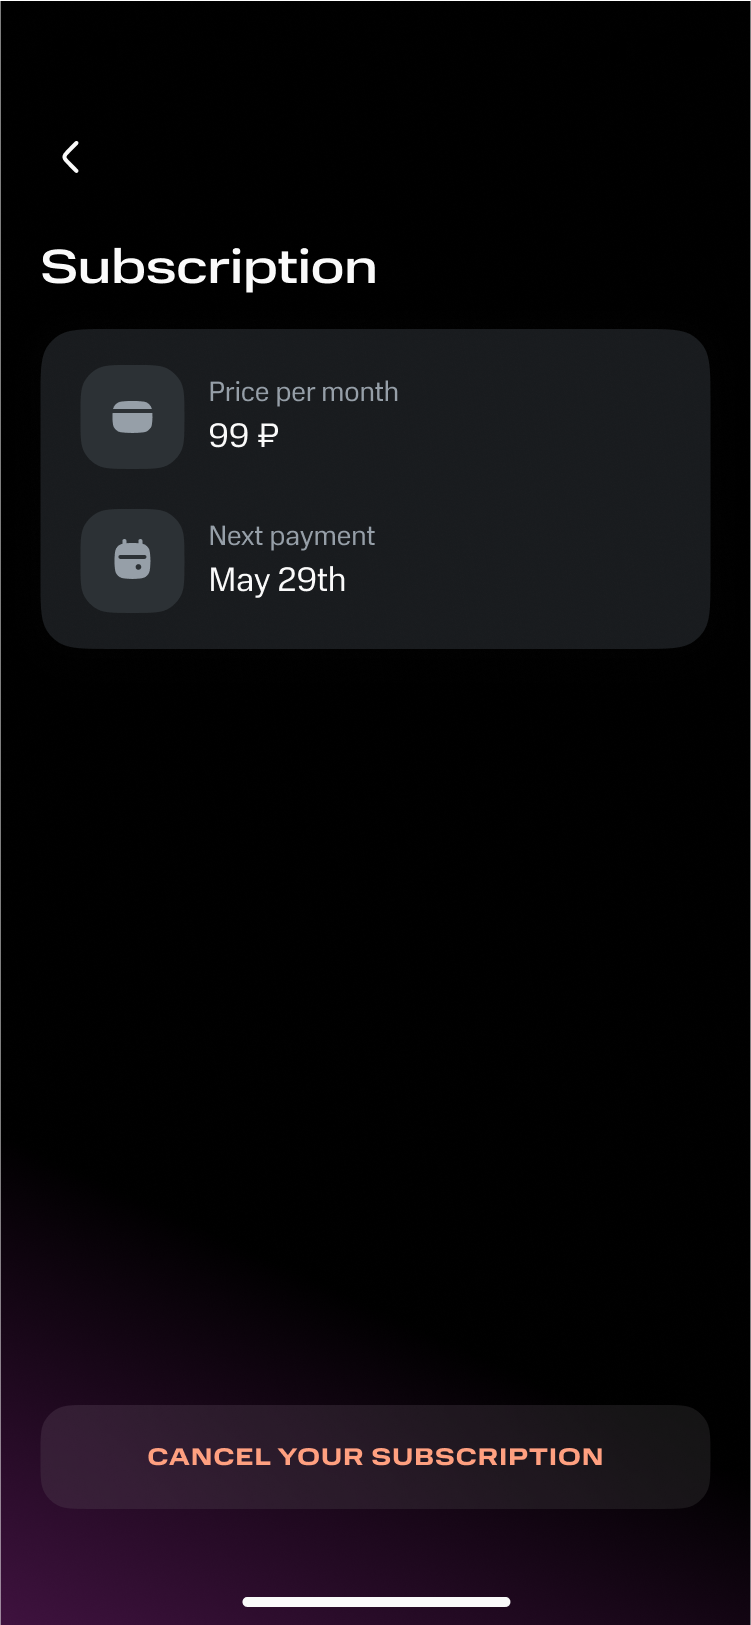 Subscription
Price per month
99 ₽
Next payment
May 29th
CANCEL YOUR SUBSCRIPTION